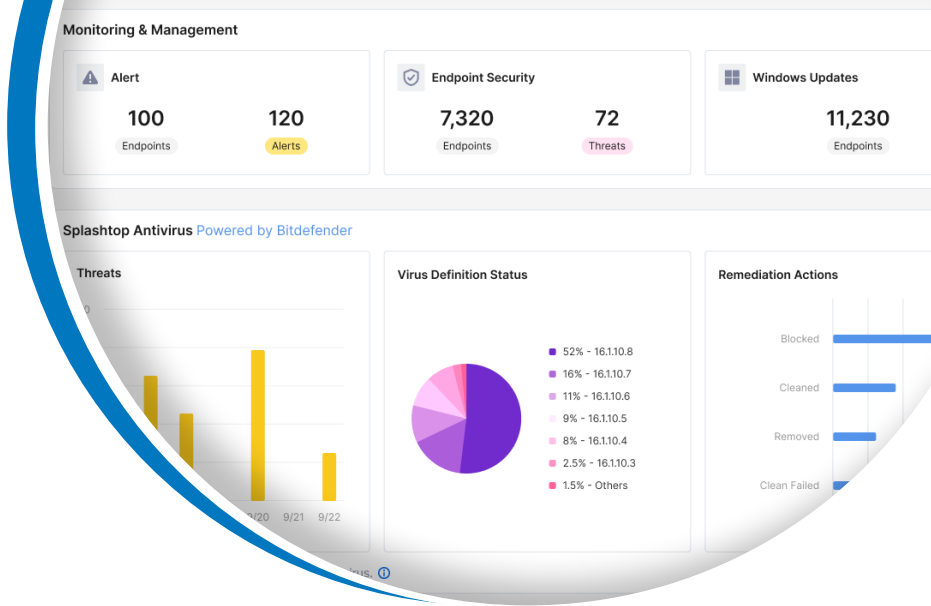 Monitoring & Management
Alert
100
Endpoints
120
Alerts
Endpoint Security
7,320
Endpoints
72
Threats
Windows Updates
11,230
Endpoints
Splashtop Antivirus Powered by Bitdefender
Threats
0
/20 9/21 9/22
Virus Definition Status
52% - 16.1.10.8
16% - 16.1.10.7
11% - 16.1.10.6
9% - 16.1.10.5
8% - 16.1.10.4
2.5% - 16.1.10.3
1.5% - Others
Remediation Actions
Blocked
Cleaned
Removed
Clean Failed